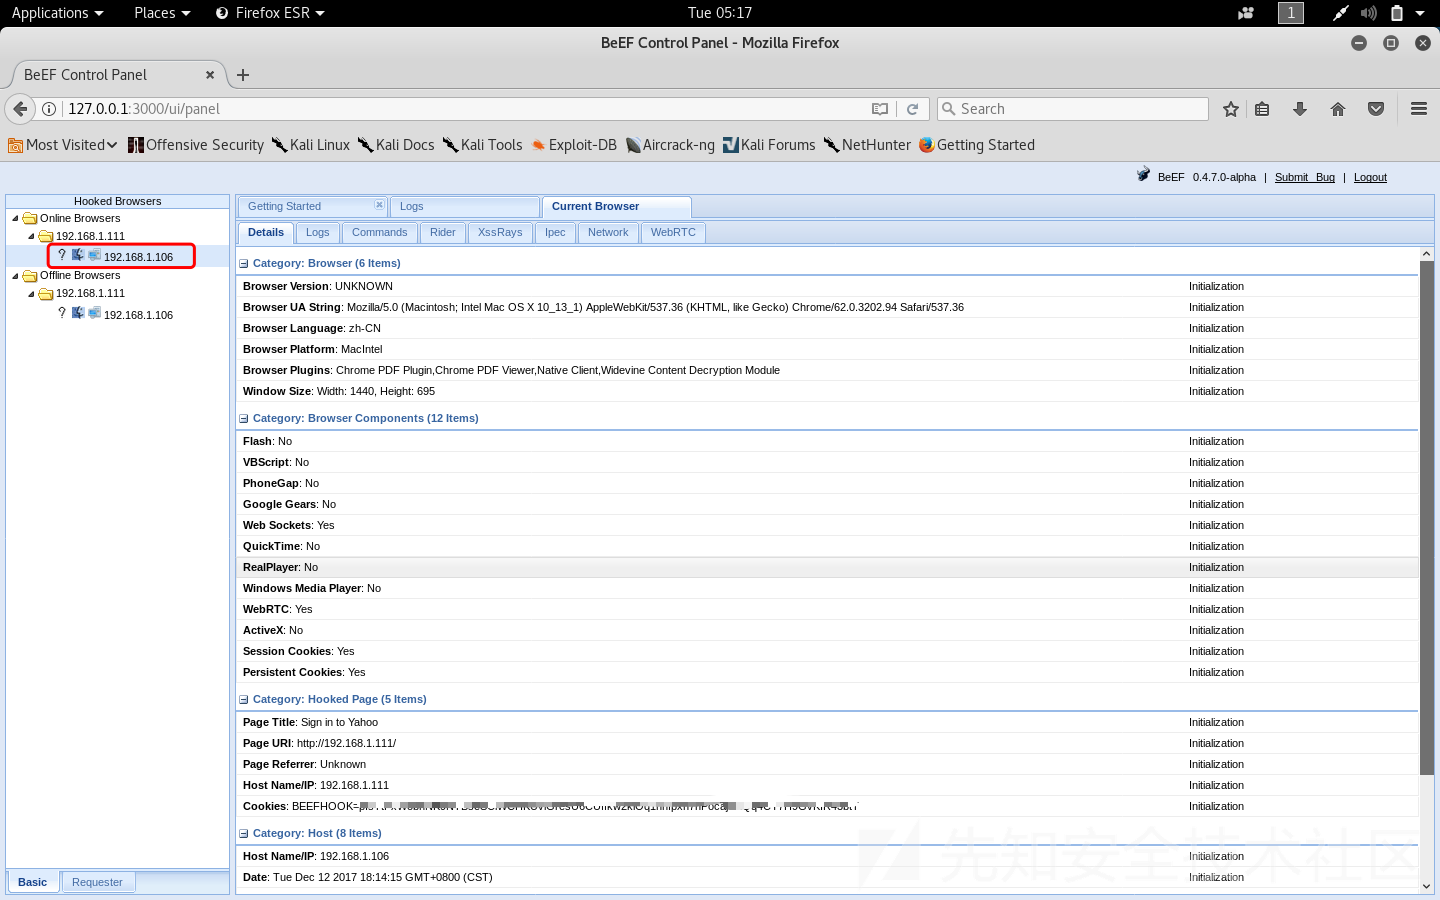 Applications Places Firefox ESR Tue 05:17 1
BeEF Control Panel - Mozilla Firefox
BeEF Control Panel
127.0.0.1:3000/ui/panel Search
Most Visited Offensive Security Kali Linux Kali Docs Kali Tools Exploit-DB Aircrack-ng Kali Forums NetHunter Getting Started
BeEF 0.4.7.0-alpha | Submit Bug | Logout
Hooked Browsers
Online Browsers
192.168.1.111
? 192.168.1.106
Offline Browsers
192.168.1.111
? 192.168.1.106
Basic Requester
Getting Started Logs Current Browser
Details Logs Commands Rider XssRays Ipec Network WebRTC
Category: Browser (6 Items)
Browser Version: UNKNOWN Initialization
Browser UA String: Mozilla/5.0 (Macintosh; Intel Mac OS X 10_13_1) AppleWebKit/537.36 (KHTML, like Gecko) Chrome/62.0.3202.94 Safari/537.36 Initialization
Browser Language: zh-CN Initialization
Browser Platform: MacIntel Initialization
Browser Plugins: Chrome PDF Plugin,Chrome PDF Viewer,Native Client,Widevine Content Decryption Module Initialization
Window Size: Width: 1440, Height: 695 Initialization
Category: Browser Components (12 Items)
Flash: No Initialization
VBScript: No Initialization
PhoneGap: No Initialization
Google Gears: No Initialization
Web Sockets: Yes Initialization
QuickTime: No Initialization
RealPlayer: No Initialization
Windows Media Player: No Initialization
WebRTC: Yes Initialization
ActiveX: No Initialization
Session Cookies: Yes Initialization
Persistent Cookies: Yes Initialization
Category: Hooked Page (5 Items)
Page Title: Sign in to Yahoo Initialization
Page URI: http://192.168.1.111/ Initialization
Page Referrer: Unknown Initialization
Host Name/IP: 192.168.1.111 Initialization
Cookies: BEEFHOOK= Initialization
Category: Host (8 Items)
Host Name/IP: 192.168.1.106 Initialization
Date: Tue Dec 12 2017 18:14:15 GMT+0800 (CST) Initialization
先知安全技术社区